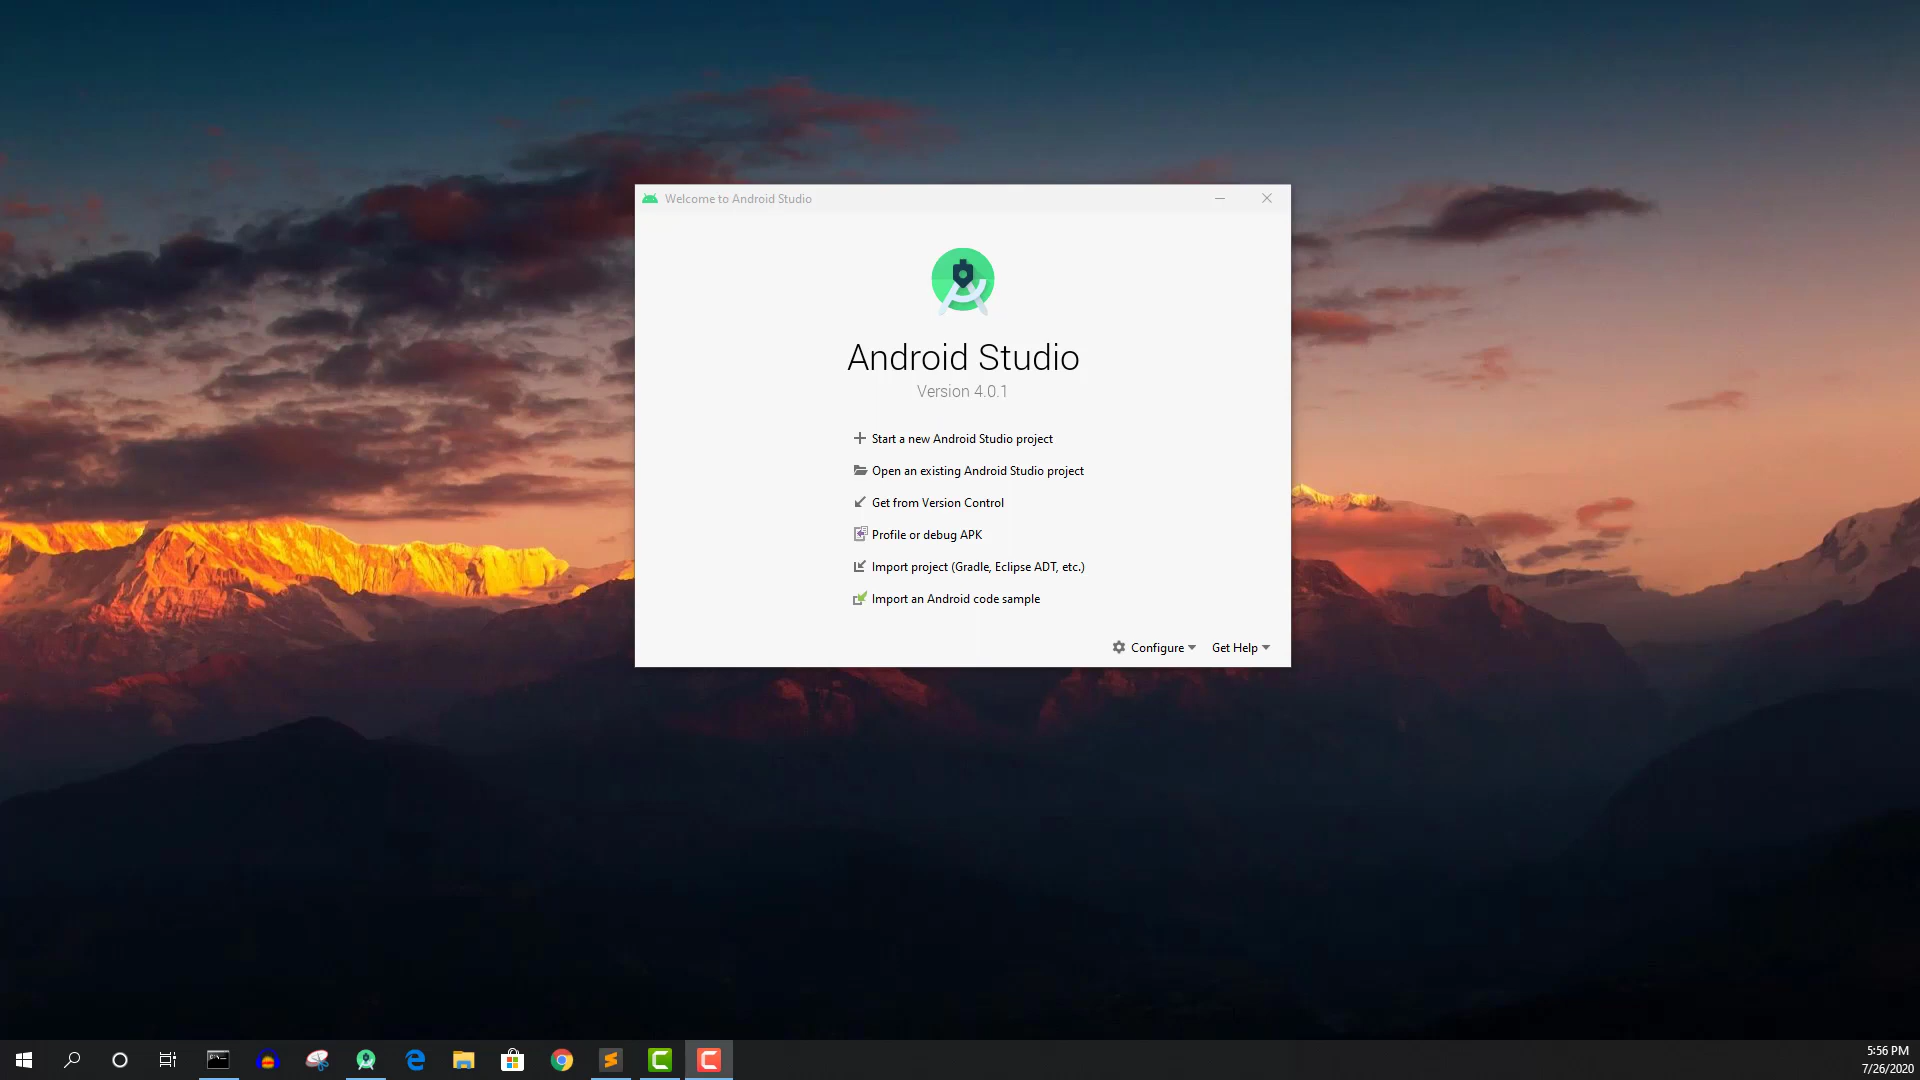 Welcome to Android Studio
Android Studio
Version 4.0.1
Start a new Android Studio project
Open an existing Android Studio project
Get from Version Control
Profile or debug APK
Import project (Gradle, Eclipse ADT, etc.)
Import an Android code sample
Configure
Get Help
5:56 PM
7/26/2020